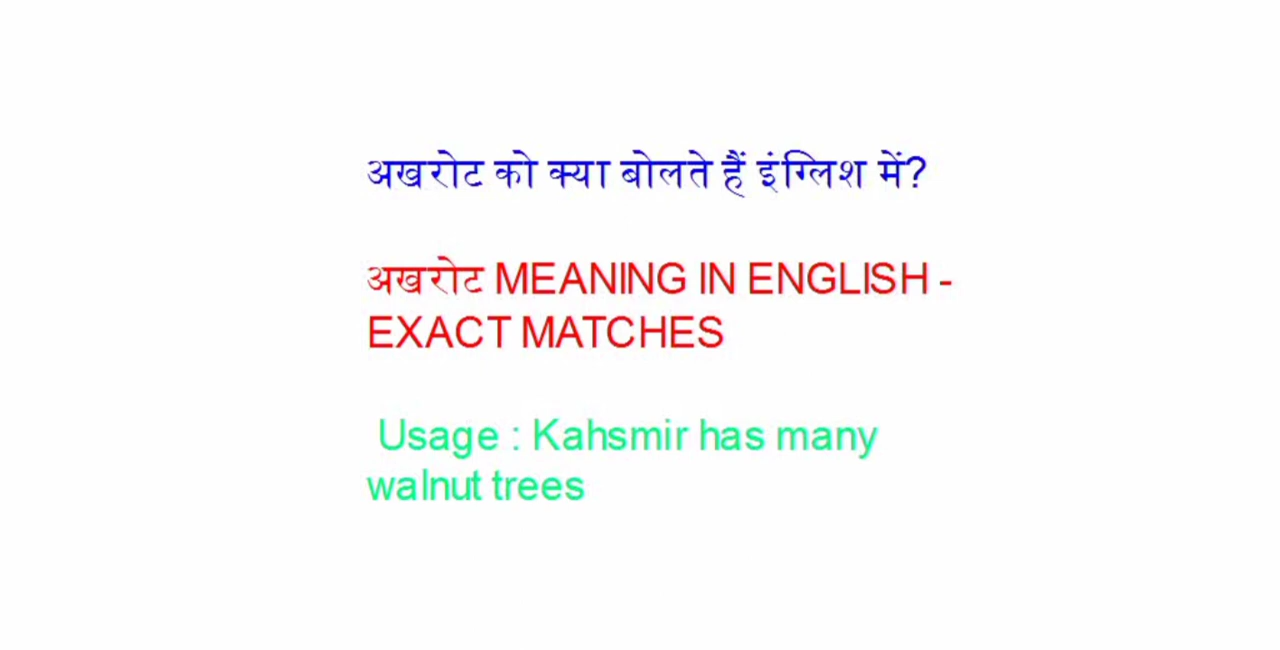 अखरोट को क्या बोलते हैं इंग्लिश में?
अखरोट MEANING IN ENGLISH -
EXACT MATCHES
Usage : Kahsmir has many
walnut trees